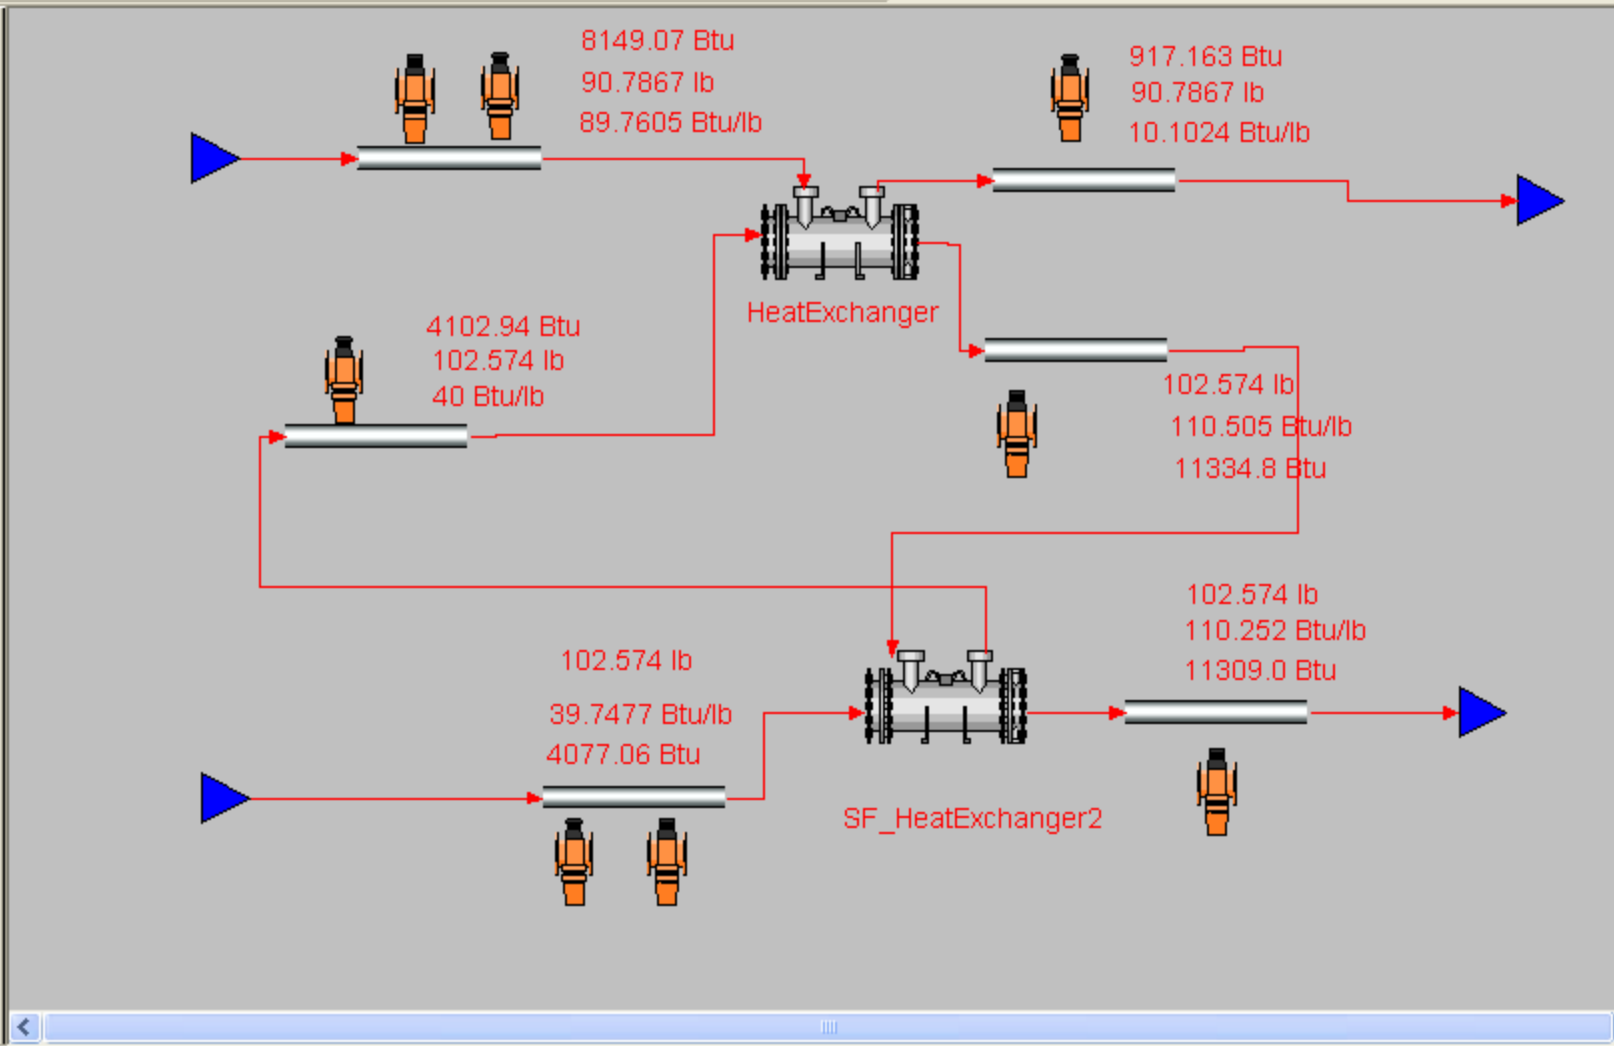 8149.07 Btu
90.7867 lb
89.7605 Btu/lb
917.163 Btu
90.7867 lb
10.1024 Btu/lb
HeatExchanger
4102.94 Btu
102.574 lb
40 Btu/lb
102.574 lb
110.505 Btu/lb
11334.8 Btu
102.574 lb
110.252 Btu/lb
11309.0 Btu
102.574 lb
39.7477 Btu/lb
4077.06 Btu
SF_HeatExchanger2